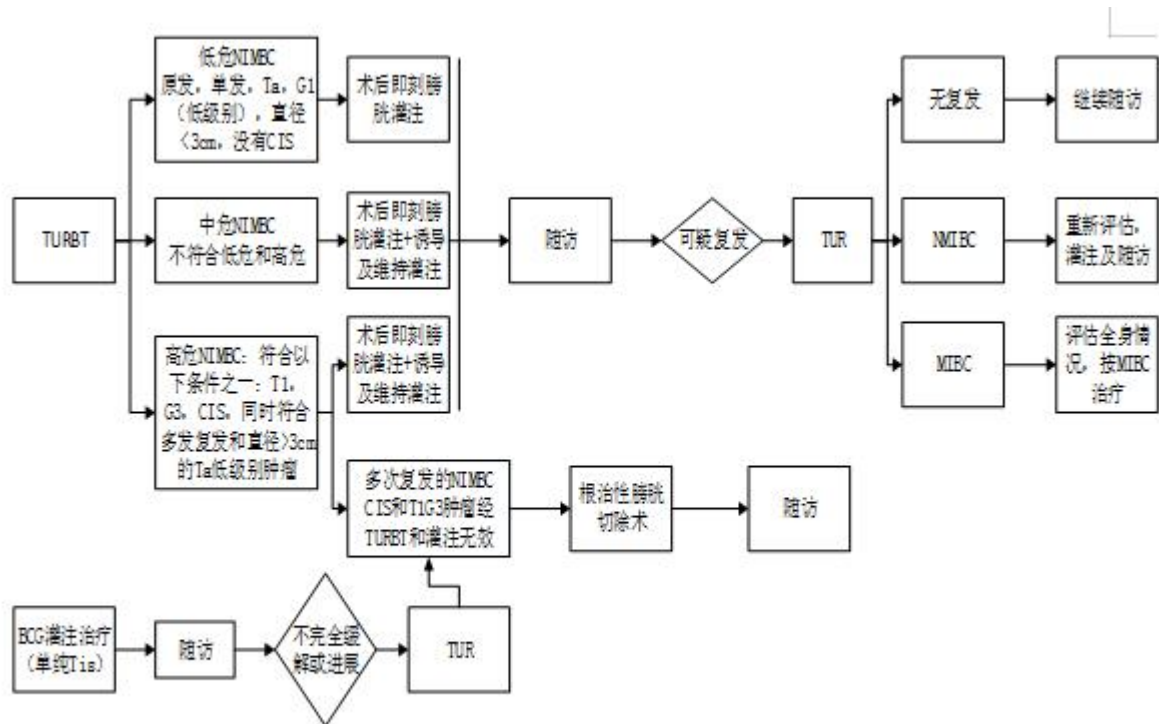 低危NIMBC
原发，单发，Ta，G1
（低级别），直径
<3cm，没有CIS
术后即刻膀
胱灌注
无复发
继续随访
TURBT
中危NIMBC
不符合低危和高危
术后即刻膀
胱灌注+诱导
及维持灌注
随访
可疑复发
TUR
NMIBC
重新评估，
灌注及随访
高危NIMBC：符合以
下条件之一：T1，
G3，CIS，同时符合
多发复发和直径>3cm
的Ta低级别肿瘤
术后即刻膀
胱灌注+诱导
及维持灌注
MIBC
评估全身情
况，按MIBC
治疗
多次复发的NIMBC
CIS和T1G3肿瘤经
TURBT和灌注无效
根治性膀胱
切除术
随访
BCG灌注治疗
（单纯Tis）
随访
不完全缓
解或进展
TUR